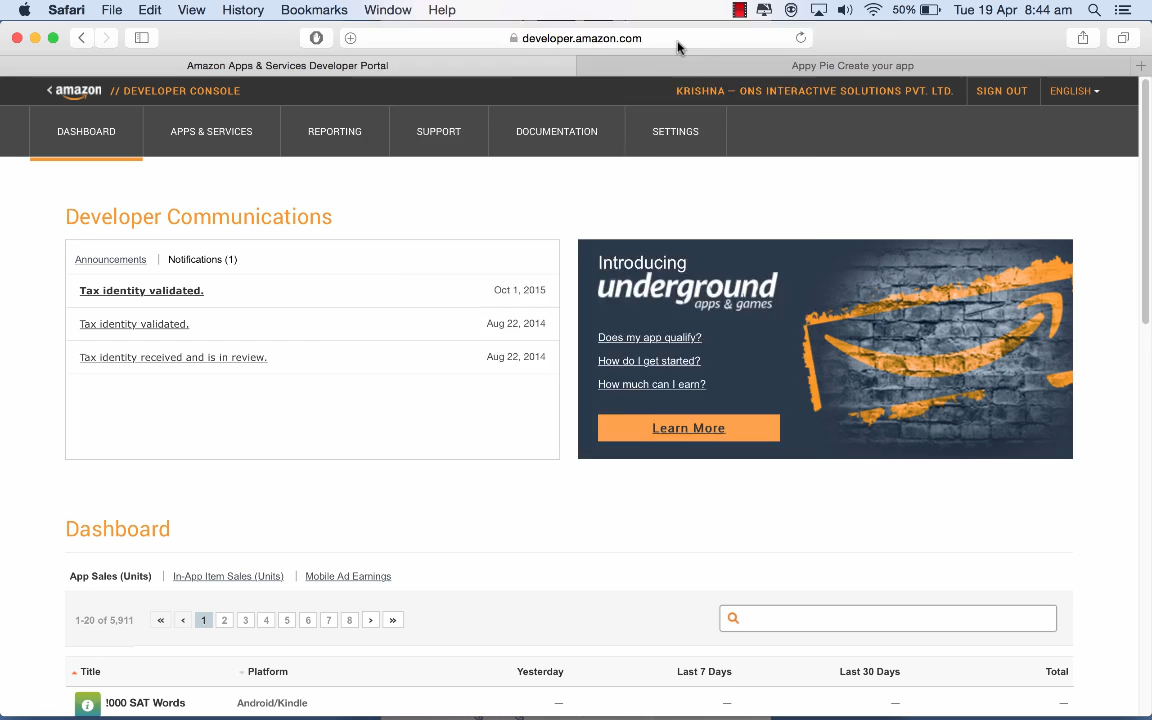 Safari File Edit View History Bookmarks Window Help 50% Tue 19 Apr 8:44 am
developer.amazon.com
Amazon Apps & Services Developer Portal Appy Pie Create your app
< amazon // DEVELOPER CONSOLE KRISHNA — ONS INTERACTIVE SOLUTIONS PVT. LTD. SIGN OUT ENGLISH
DASHBOARD APPS & SERVICES REPORTING SUPPORT DOCUMENTATION SETTINGS
Developer Communications
Announcements | Notifications (1)
Tax identity validated. Oct 1, 2015
Tax identity validated. Aug 22, 2014
Tax identity received and is in review. Aug 22, 2014
Introducing
underground
apps & games
Does my app qualify?
How do I get started?
How much can I earn?
Learn More
Dashboard
App Sales (Units) | In-App Item Sales (Units) | Mobile Ad Earnings
1-20 of 5,911 « ‹ 1 2 3 4 5 6 7 8 › »
Title Platform Yesterday Last 7 Days Last 30 Days Total
!000 SAT Words Android/Kindle — — — —